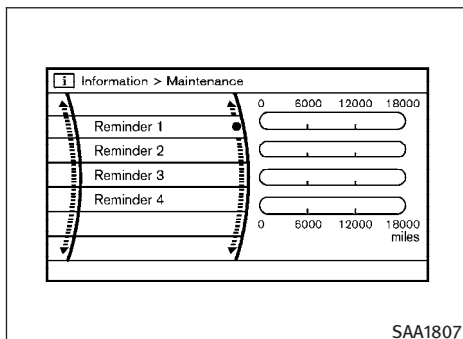 i Information > Maintenance
0 6000 12000 18000
Reminder 1
Reminder 2
Reminder 3
Reminder 4
0 6000 12000 18000
miles
SAA1807